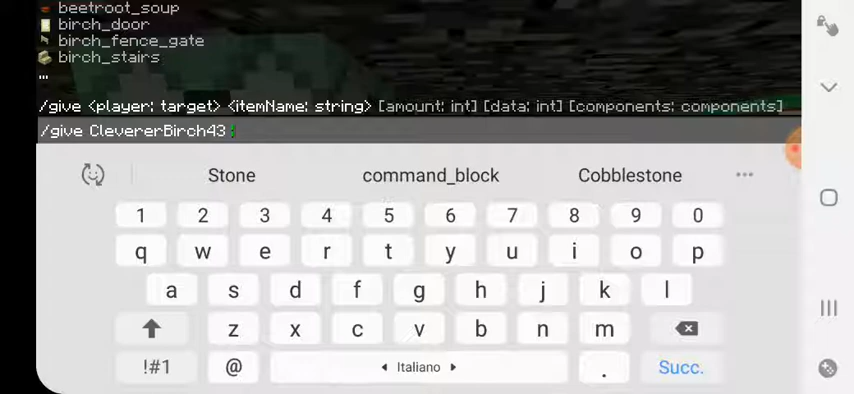 beetroot_soup
birch_door
birch_fence_gate
birch_stairs
...
/give <player: target> <itemName: string> [amount: int] [data: int] [components: components]
/give ClevererBirch43
Stone command_block Cobblestone ...
1 2 3 4 5 6 7 8 9 0
q w e r t y u i o p
a s d f g h j k l
z x c v b n m
!#1 @ Italiano . Succ.